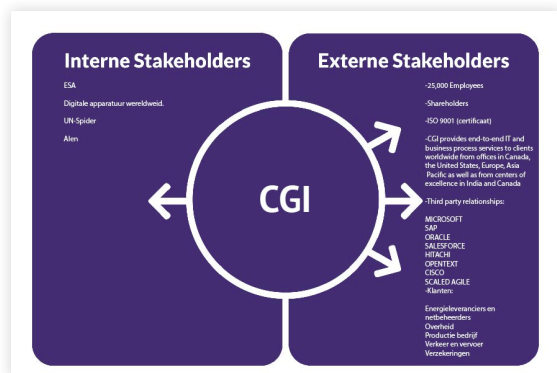 Interne Stakeholders
ESA
Digitale apparatuur wereldweid.
UN-Spider
Alen
CGI
Externe Stakeholders
-25,000 Employees
-Shareholders
-ISO 9001 (certificaat)
-CGI provides end-to-end IT and
business process services to clients
worldwide from offices in Canada,
the United States, Europe, Asia
Pacific as well as from centers of
excellence in India and Canada
-Third party relationships:
MICROSOFT
SAP
ORACLE
SALESFORCE
HITACHI
OPENTEXT
CISCO
SCALED AGILE
-Klanten:
Energieleveranciers en
netbeheerders
Overheid
Productie bedrijf
Verkeer en vervoer
Verzekeringen